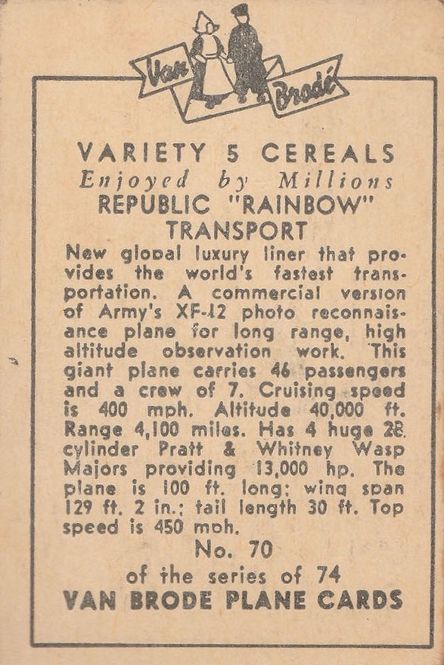 Van Brodé
VARIETY 5 CEREALS
Enjoyed by Millions
REPUBLIC "RAINBOW"
TRANSPORT
New global luxury liner that pro-
vides the world's fastest trans-
portation. A commercial version
of Army's XF-12 photo reconnais-
ance plane for long range, high
altitude observation work. This
giant plane carries 46 passengers
and a crew of 7. Cruising speed
is 400 mph. Altitude 40,000 ft.
Range 4,100 miles. Has 4 huge 28
cylinder Pratt & Whitney Wasp
Majors providing 13,000 hp. The
plane is 100 ft. long; wing span
129 ft. 2 in.; tail length 30 ft. Top
speed is 450 mph.
No. 70
of the series of 74
VAN BRODE PLANE CARDS